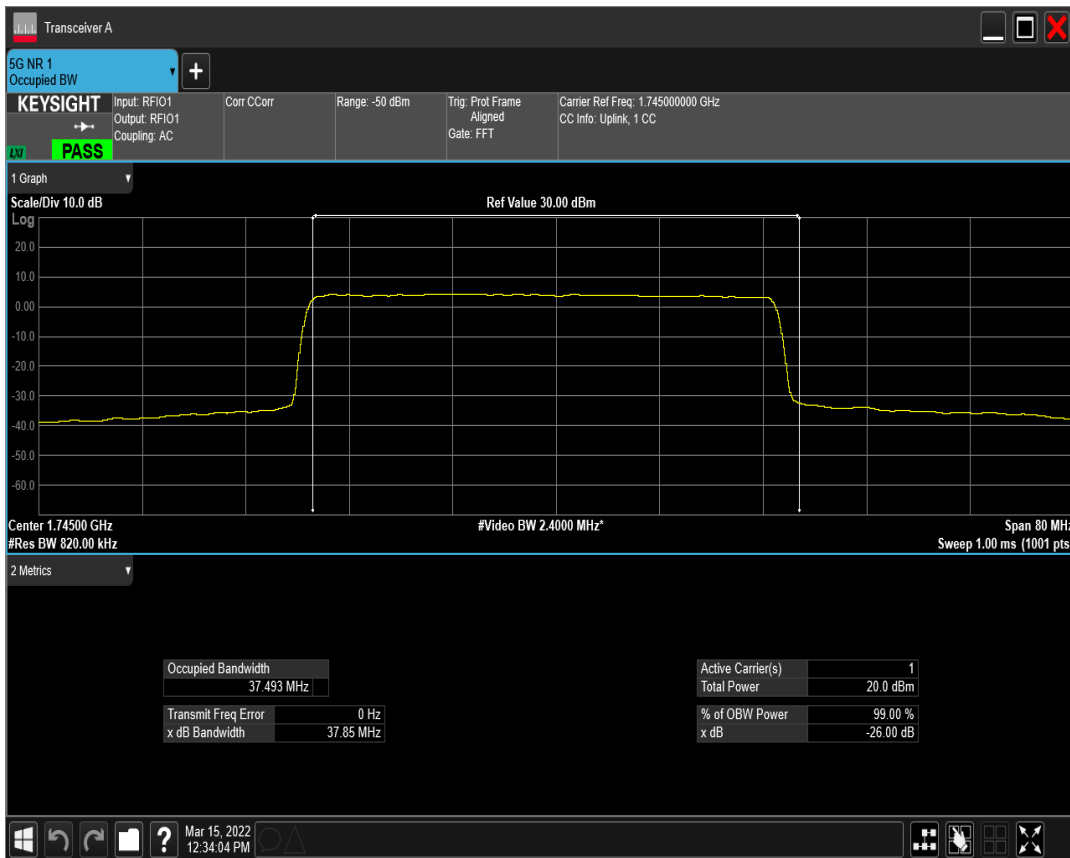 Transceiver A
5G NR 1
Occupied BW
+
KEYSIGHT
LXI
PASS
Input: RFIO1
Output: RFIO1
Coupling: AC
Corr CCorr
Range: -50 dBm
Trig: Prot Frame
Aligned
Gate: FFT
Carrier Ref Freq: 1.745000000 GHz
CC Info: Uplink, 1 CC
1 Graph
Scale/Div 10.0 dB
Ref Value 30.00 dBm
Log
20.0
10.0
0.00
-10.0
-20.0
-30.0
-40.0
-50.0
-60.0
Center 1.74500 GHz
#Video BW 2.4000 MHz*
Span 80 MHz
#Res BW 820.00 kHz
Sweep 1.00 ms (1001 pts
2 Metrics
Occupied Bandwidth
37.493 MHz
Transmit Freq Error 0 Hz
x dB Bandwidth 37.85 MHz
Active Carrier(s) 1
Total Power 20.0 dBm
% of OBW Power 99.00 %
x dB -26.00 dB
?
Mar 15, 2022
12:34:04 PM